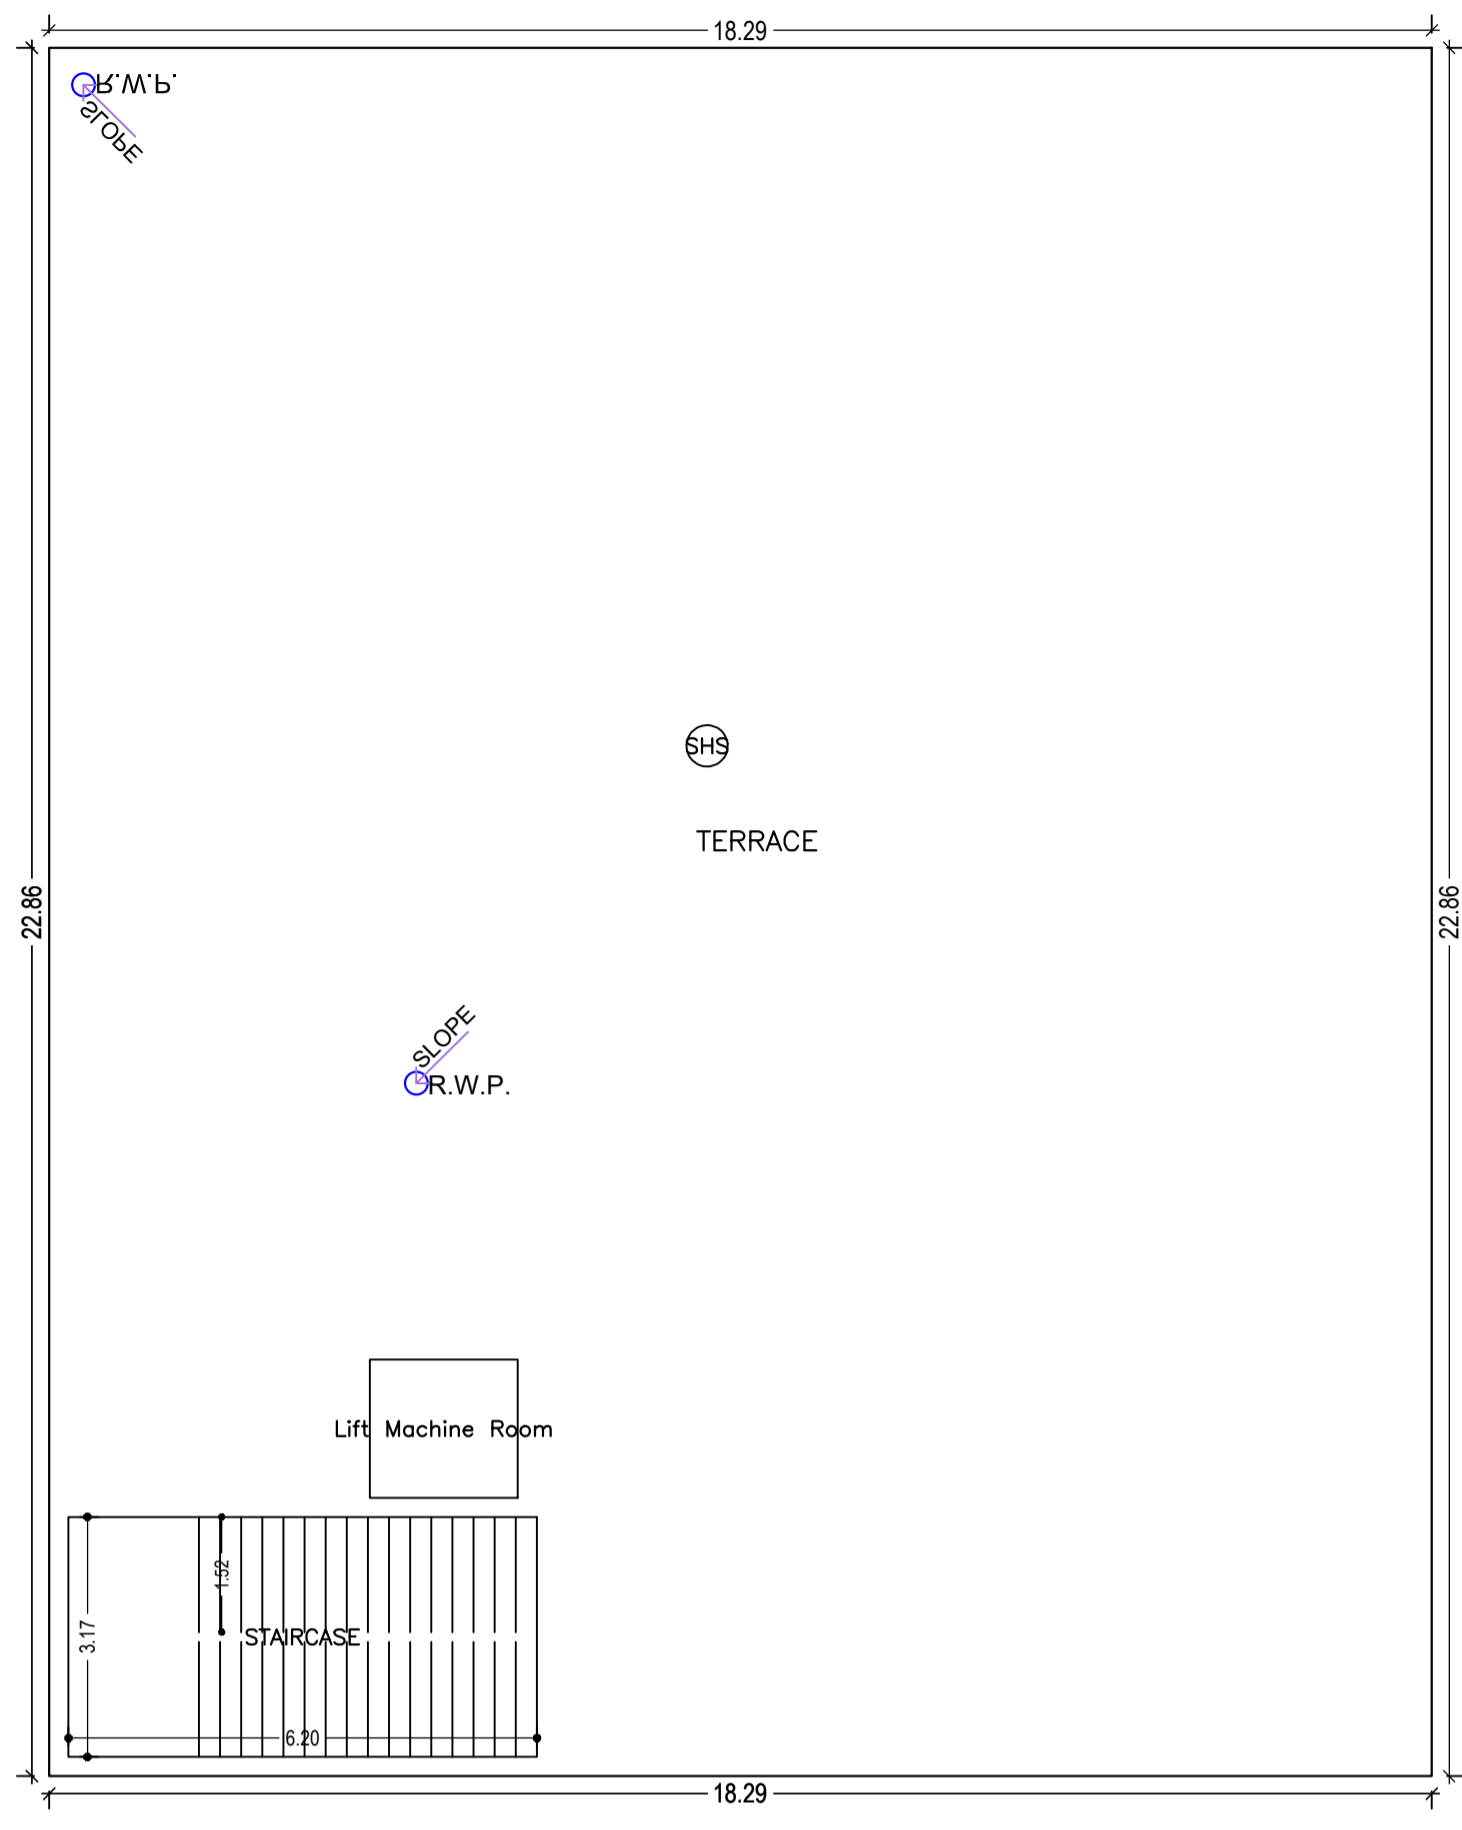 18.29
R.W.P.
SLOPE
SHS
TERRACE
22.86
22.86
SLOPE
R.W.P.
Lift Machine Room
1.52
3.17
STAIRCASE
6.20
18.29